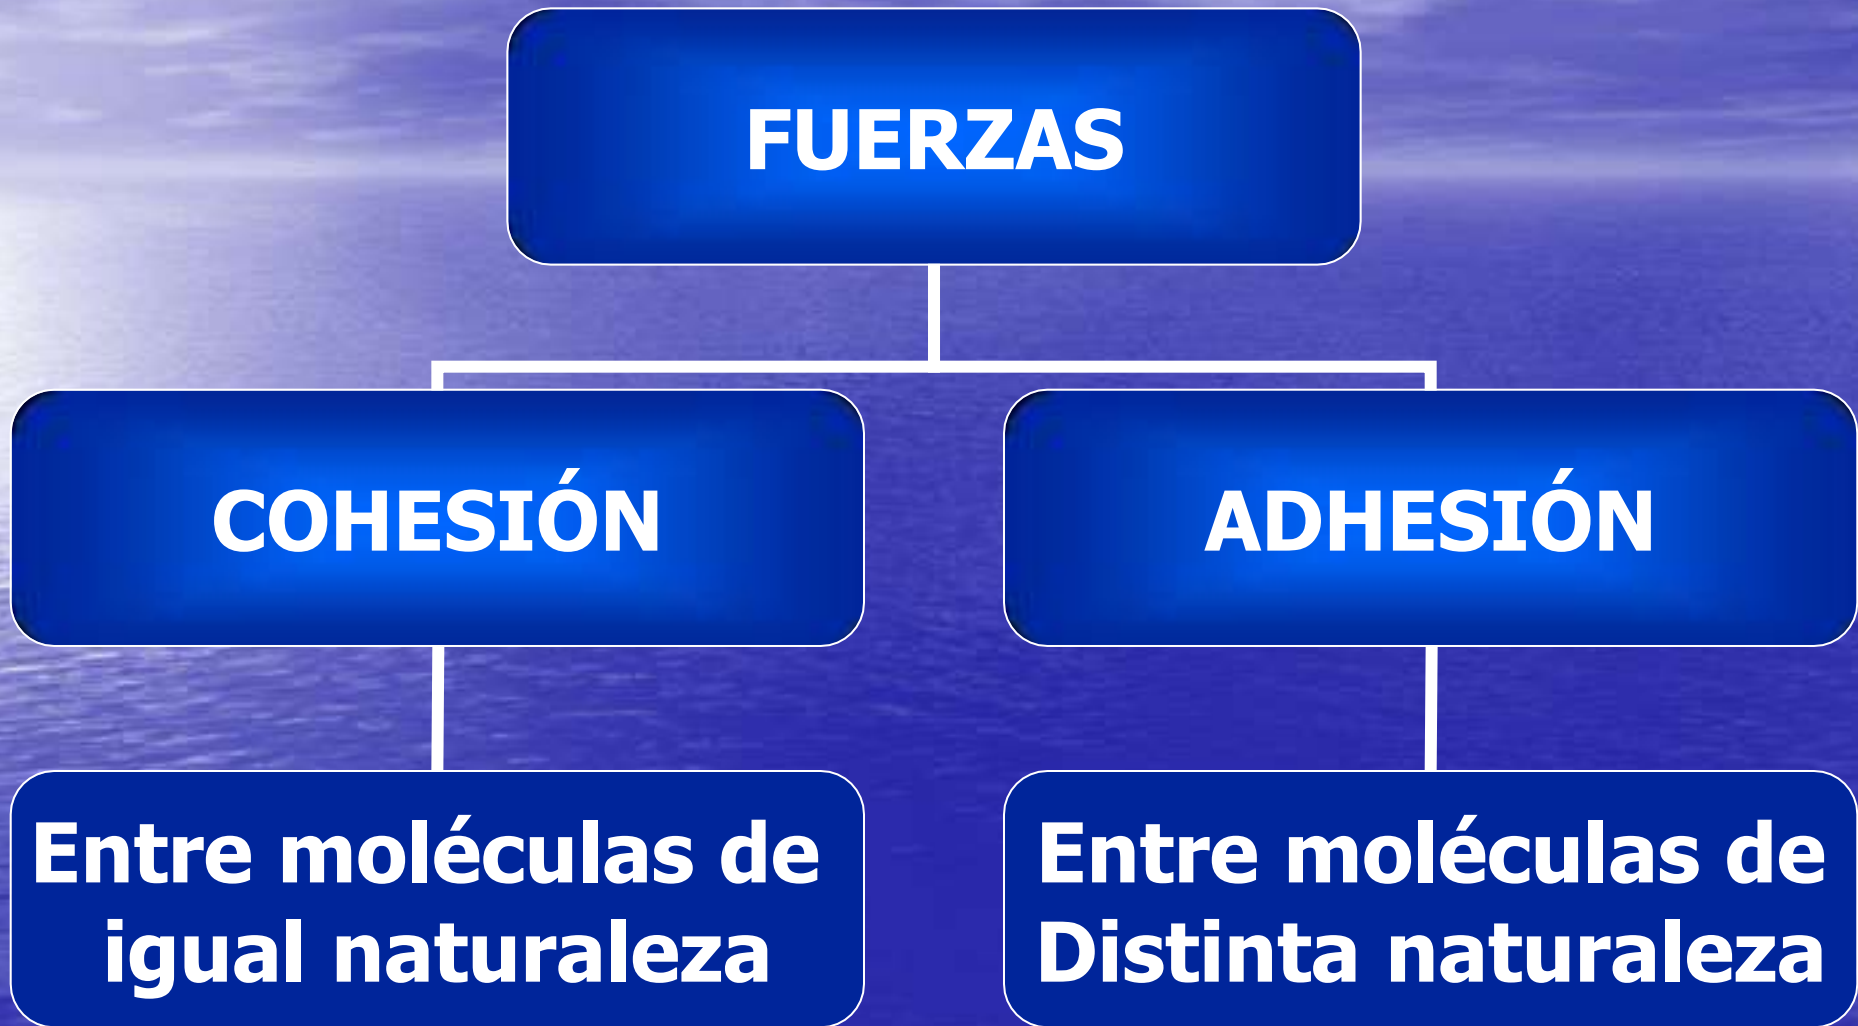 FUERZAS
COHESIÓN
ADHESIÓN
Entre moléculas de
igual naturaleza
Entre moléculas de
Distinta naturaleza